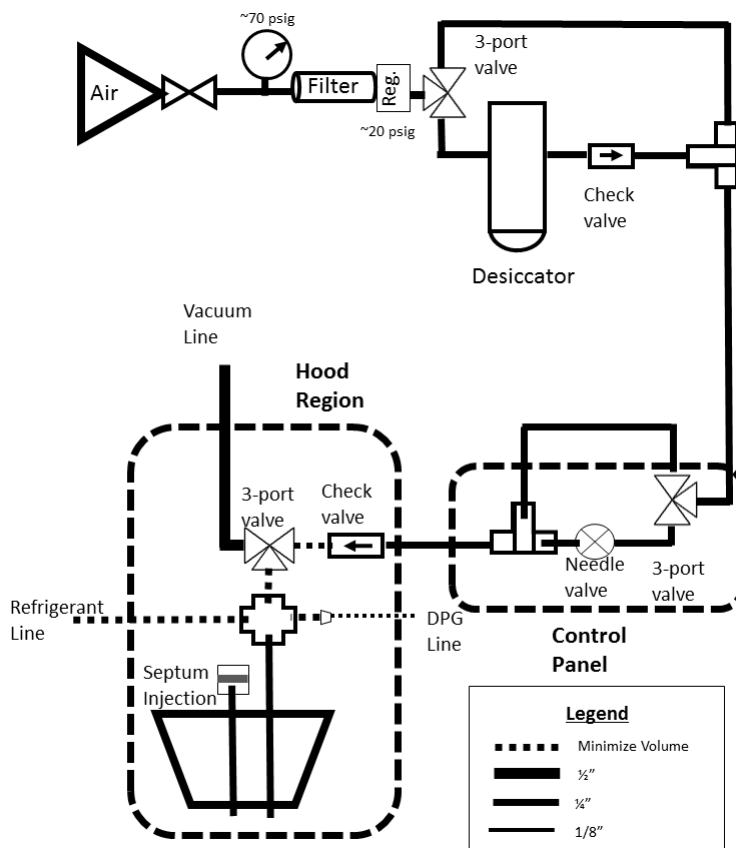 ~70 psig
3-port
valve
Air
Filter
Reg.
~20 psig
Check
valve
Desiccator
Vacuum
Line
Hood
Region
3-port
valve
Check
valve
Needle
valve
3-port
valve
Refrigerant
Line
DPG
Line
Control
Panel
Septum
Injection
Legend
Minimize Volume
½”
¼”
1/8”